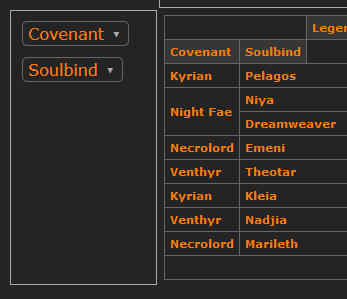 Covenant ▾
Soulbind ▾
Legen
Covenant Soulbind
Kyrian Pelagos
Night Fae Niya
Dreamweaver
Necrolord Emeni
Venthyr Theotar
Kyrian Kleia
Venthyr Nadjia
Necrolord Marileth